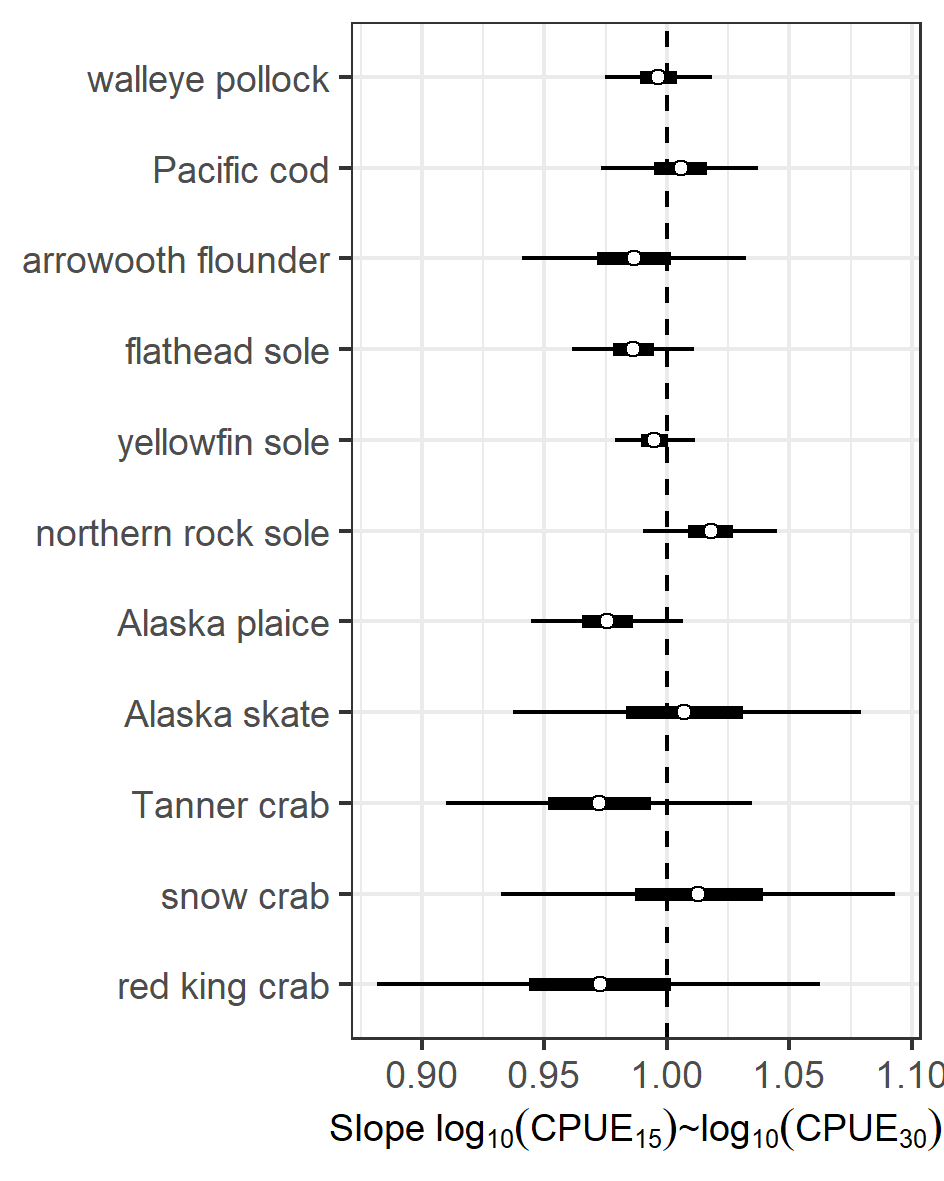 walleye pollock
Pacific cod
arrowooth flounder
flathead sole
yellowfin sole
northern rock sole
Alaska plaice
Alaska skate
Tanner crab
snow crab
red king crab
0.90 0.95 1.00 1.05 1.10
Slope log₁₀(CPUE₁₅)~log₁₀(CPUE₃₀)